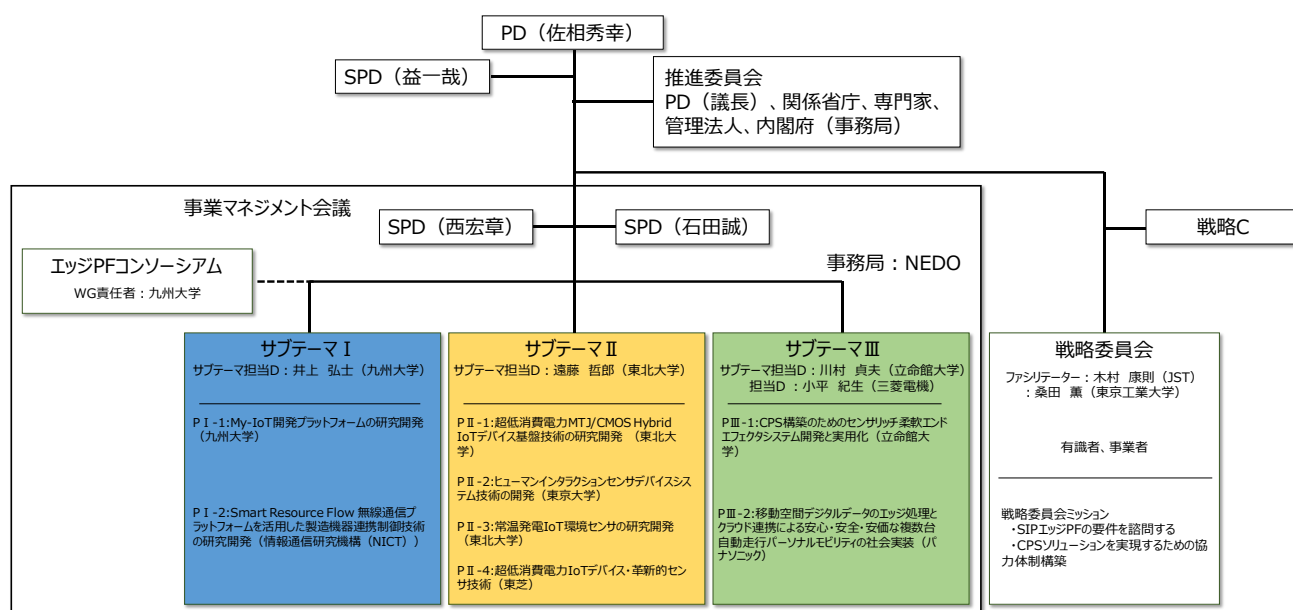 PD（佐相秀幸）
SPD（益一哉）
推進委員会
PD（議長）、関係省庁、専門家、
管理法人、内閣府（事務局）
事業マネジメント会議
SPD（西宏章）
SPD（石田誠）
戦略C
エッジPFコンソーシアム
WG責任者：九州大学
事務局：NEDO
サブテーマⅠ
サブテーマ担当D：井上 弘士（九州大学）
PⅠ-1:My-IoT開発プラットフォームの研究開発
（九州大学）
PⅠ-2:Smart Resource Flow 無線通信プ
ラットフォームを活用した製造機器連携制御技術
の研究開発（情報通信研究機構（NICT））
サブテーマⅡ
サブテーマ担当D：遠藤 哲郎（東北大学）
PⅡ-1:超低消費電力MTJ/CMOS Hybrid
IoTデバイス基盤技術の研究開発 （東北大
学）
PⅡ-2:ヒューマンインタラクションセンサデバイスシス
テム技術の開発（東京大学）
PⅡ-3:常温発電IoT環境センサの研究開発
（東北大学）
PⅡ-4:超低消費電力IoTデバイス・革新的セン
サ技術（東芝）
サブテーマⅢ
サブテーマ担当D：川村 貞夫（立命館大学）
担当D：小平 紀生（三菱電機）
PⅢ-1:CPS構築のためのセンサリッチ柔軟エンド
エフェクタシステム開発と実用化（立命館大
学）
PⅢ-2:移動空間デジタルデータのエッジ処理と
クラウド連携による安心・安全・安価な複数台
自動走行パーソナルモビリティの社会実装（パ
ナソニック）
戦略委員会
ファシリテーター：木村 康則（JST）
：桑田 薫（東京工業大学）
有識者、事業者
戦略委員会ミッション
・SIPエッジPFの要件を諮問する
・CPSソリューションを実現するための協
力体制構築